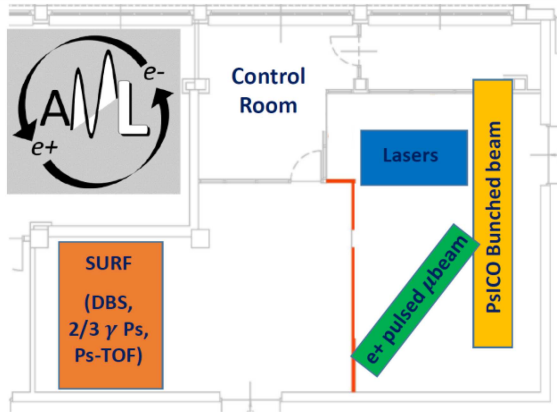 e-
AML
e+
Control
Room
Lasers
PsICO Bunched beam
e+ pulsed μbeam
SURF
(DBS,
2/3 γ Ps,
Ps-TOF)